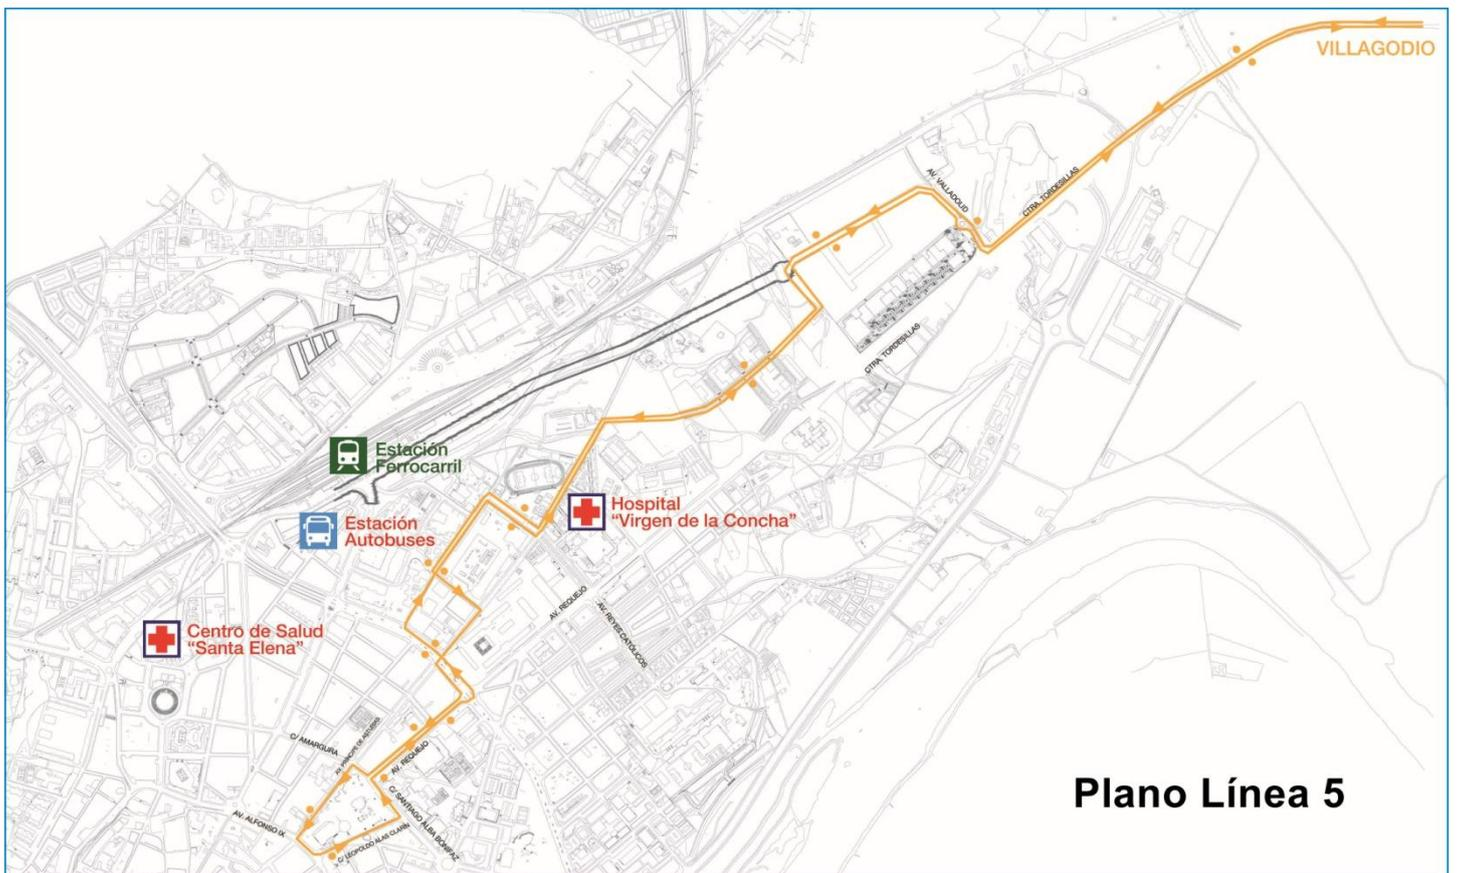 VILLAGODIO
AV. VALLADOLID
CTRA. TORDESILLAS
CTRA. TORDESILLAS
Estación
Ferrocarril
Estación
Autobuses
Hospital
“Virgen de la Concha”
AV. REQUEJO
AV. REYES CATÓLICOS
Centro de Salud
“Santa Elena”
C/ AMARGURA
AV. PRÍNCIPE DE ASTURIAS
AV. REQUEJO
C/ SANTIAGO ALBA BONIFAZ
AV. ALFONSO IX
C/ LEOPOLDO ALAS CLARÍN
Plano Línea 5